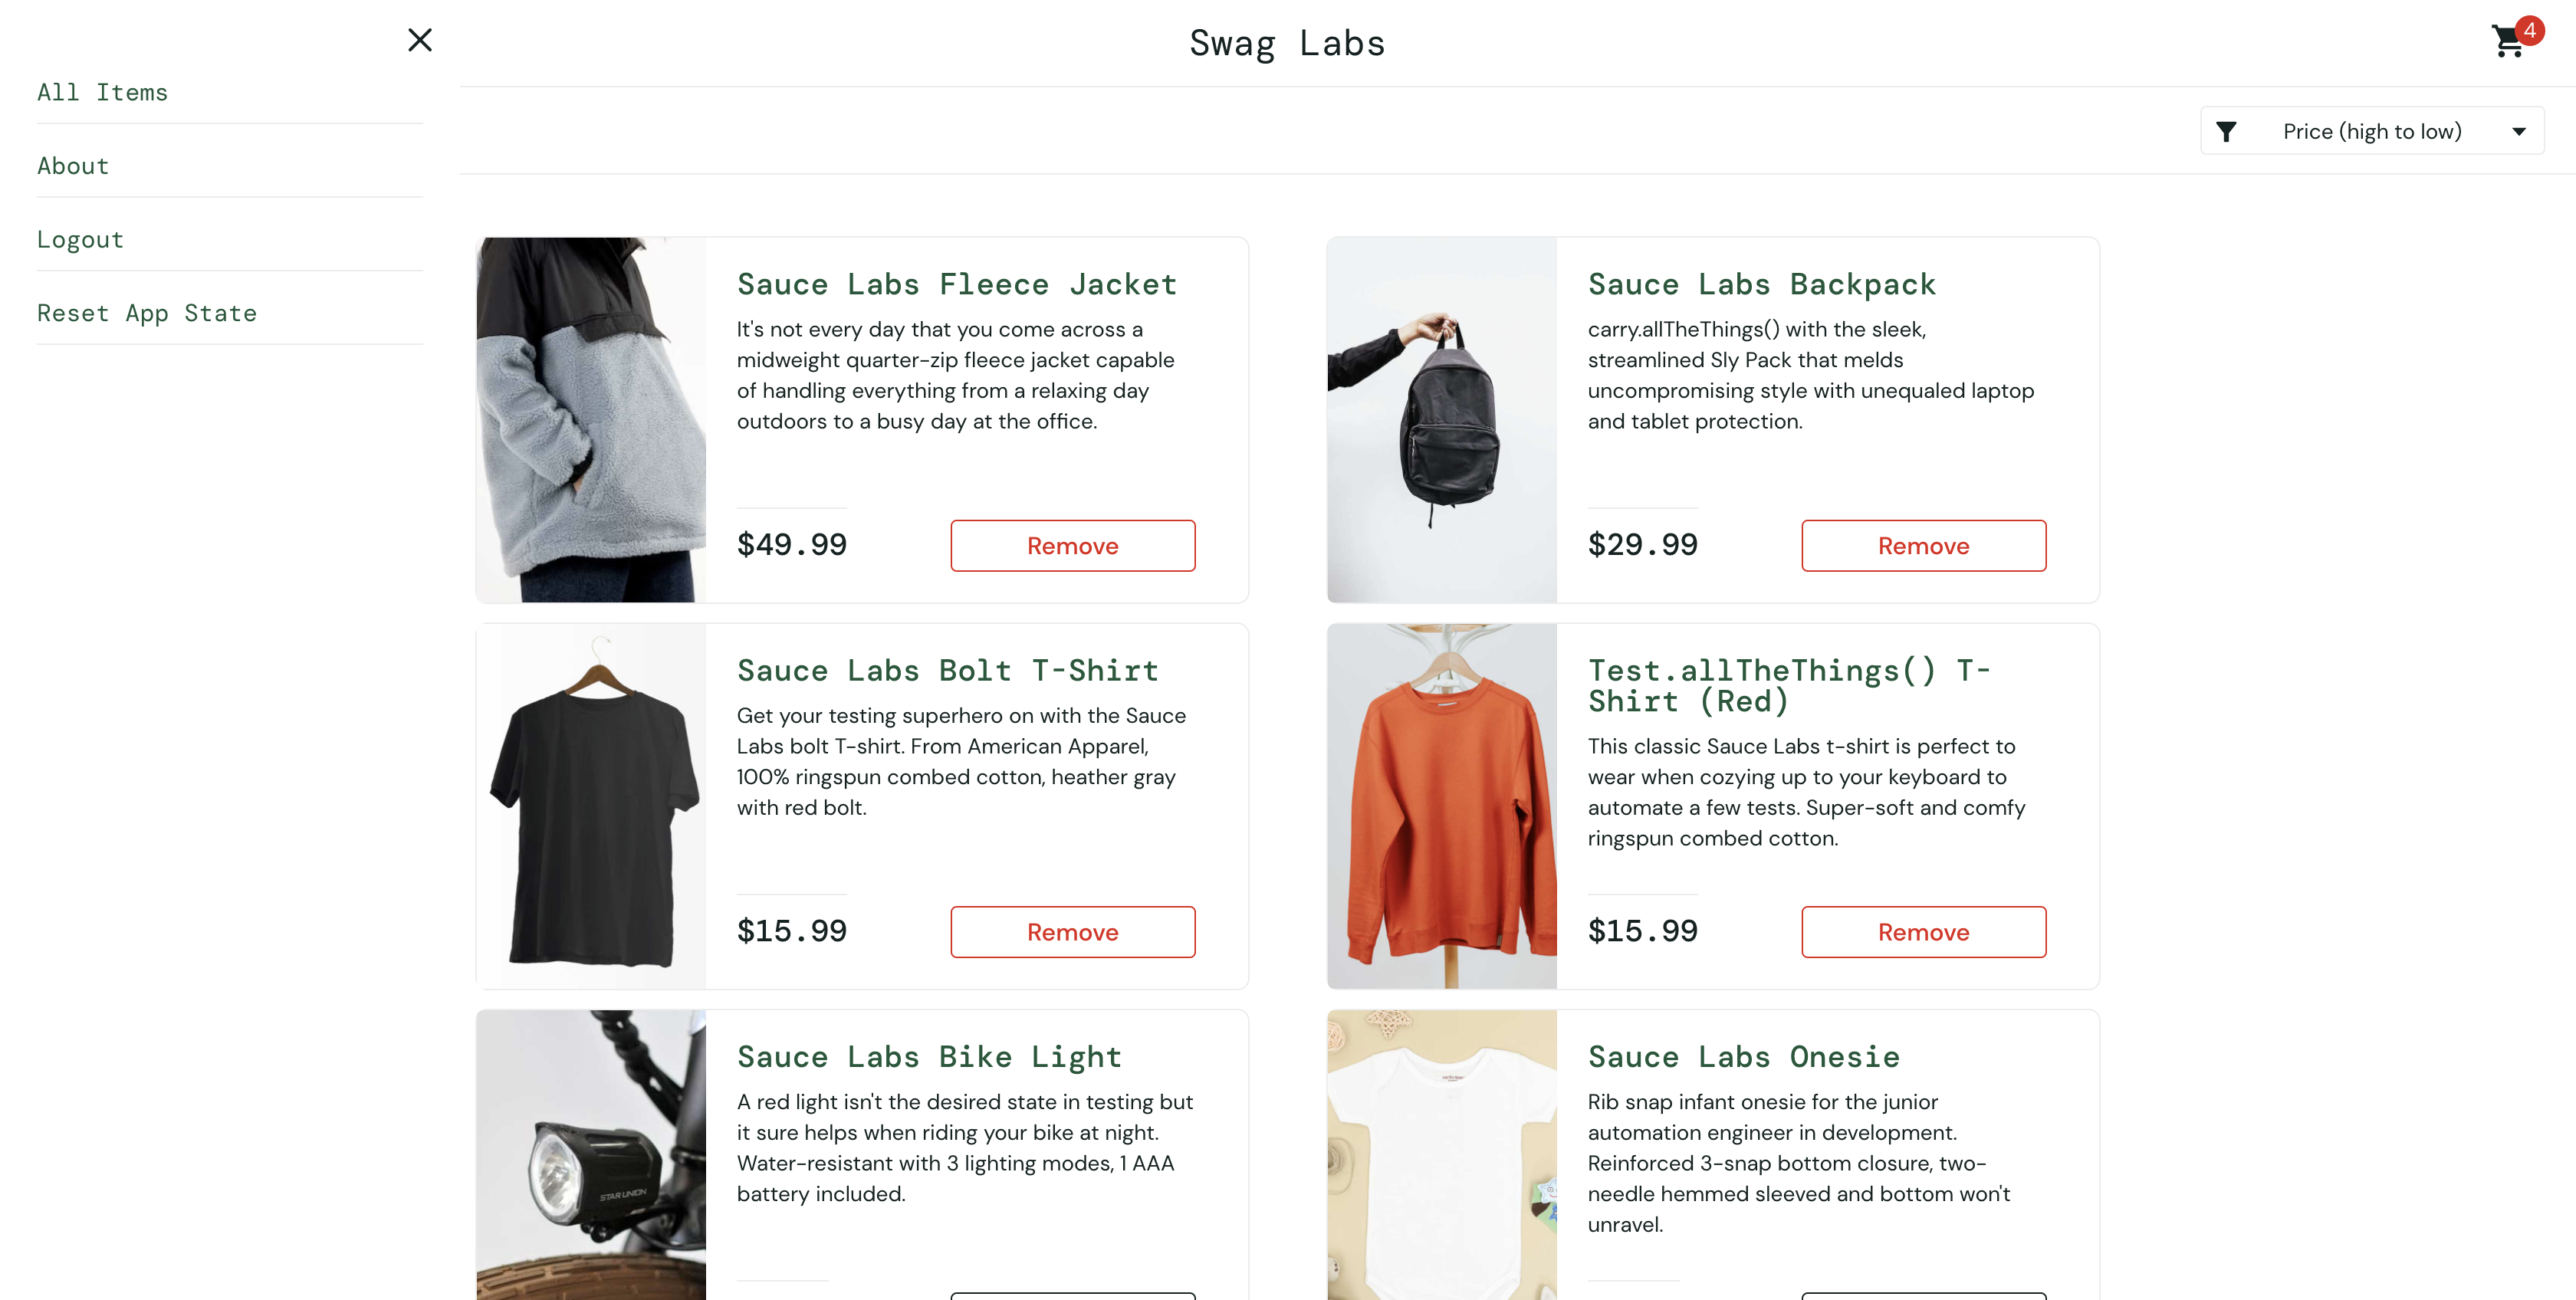 Swag Labs
4
All Items
About
Logout
Reset App State
Price (high to low)
Sauce Labs Fleece Jacket
It's not every day that you come across a
midweight quarter-zip fleece jacket capable
of handling everything from a relaxing day
outdoors to a busy day at the office.
$49.99
Remove
Sauce Labs Backpack
carry.allTheThings() with the sleek,
streamlined Sly Pack that melds
uncompromising style with unequaled laptop
and tablet protection.
$29.99
Remove
Sauce Labs Bolt T-Shirt
Get your testing superhero on with the Sauce
Labs bolt T-shirt. From American Apparel,
100% ringspun combed cotton, heather gray
with red bolt.
$15.99
Remove
Test.allTheThings() T-
Shirt (Red)
This classic Sauce Labs t-shirt is perfect to
wear when cozying up to your keyboard to
automate a few tests. Super-soft and comfy
ringspun combed cotton.
$15.99
Remove
STAR UNION
Sauce Labs Bike Light
A red light isn't the desired state in testing but
it sure helps when riding your bike at night.
Water-resistant with 3 lighting modes, 1 AAA
battery included.
Sauce Labs Onesie
Rib snap infant onesie for the junior
automation engineer in development.
Reinforced 3-snap bottom closure, two-
needle hemmed sleeved and bottom won't
unravel.